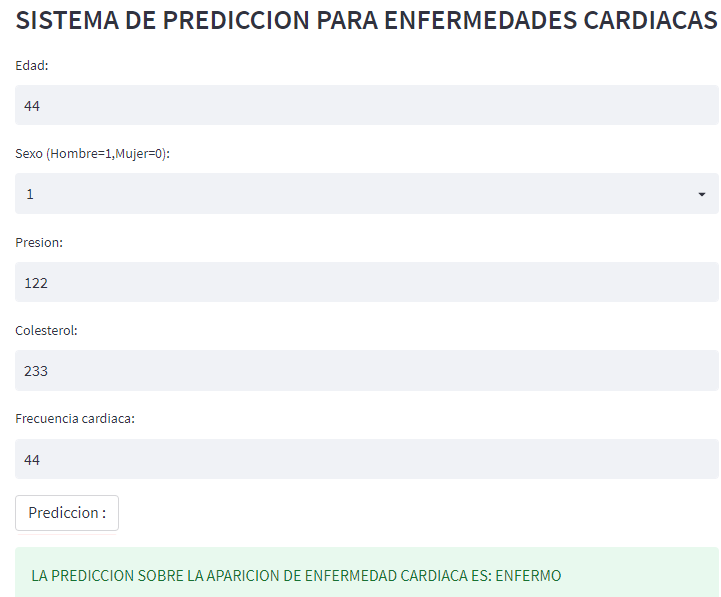 SISTEMA DE PREDICCION PARA ENFERMEDADES CARDIACAS
Edad:
44
Sexo (Hombre=1,Mujer=0):
1
Presion:
122
Colesterol:
233
Frecuencia cardiaca:
44
Prediccion :
LA PREDICCION SOBRE LA APARICION DE ENFERMEDAD CARDIACA ES: ENFERMO